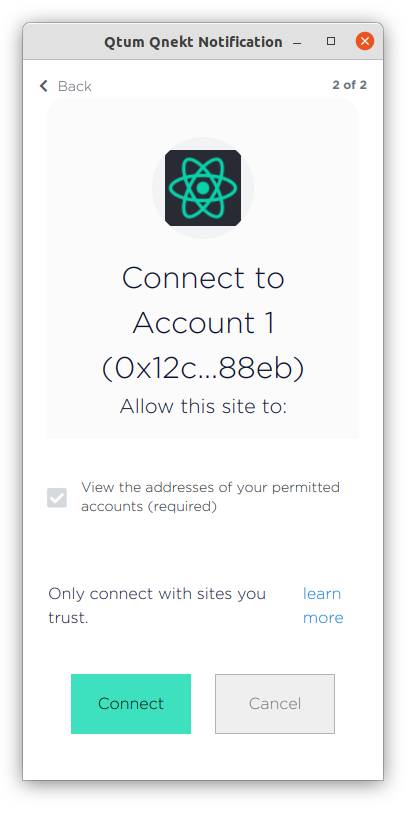 Qtum Qnekt Notification
Back
2 of 2
Connect to
Account 1
(0x12c...88eb)
Allow this site to:
View the addresses of your permitted
accounts (required)
Only connect with sites you
trust.
learn
more
Connect
Cancel